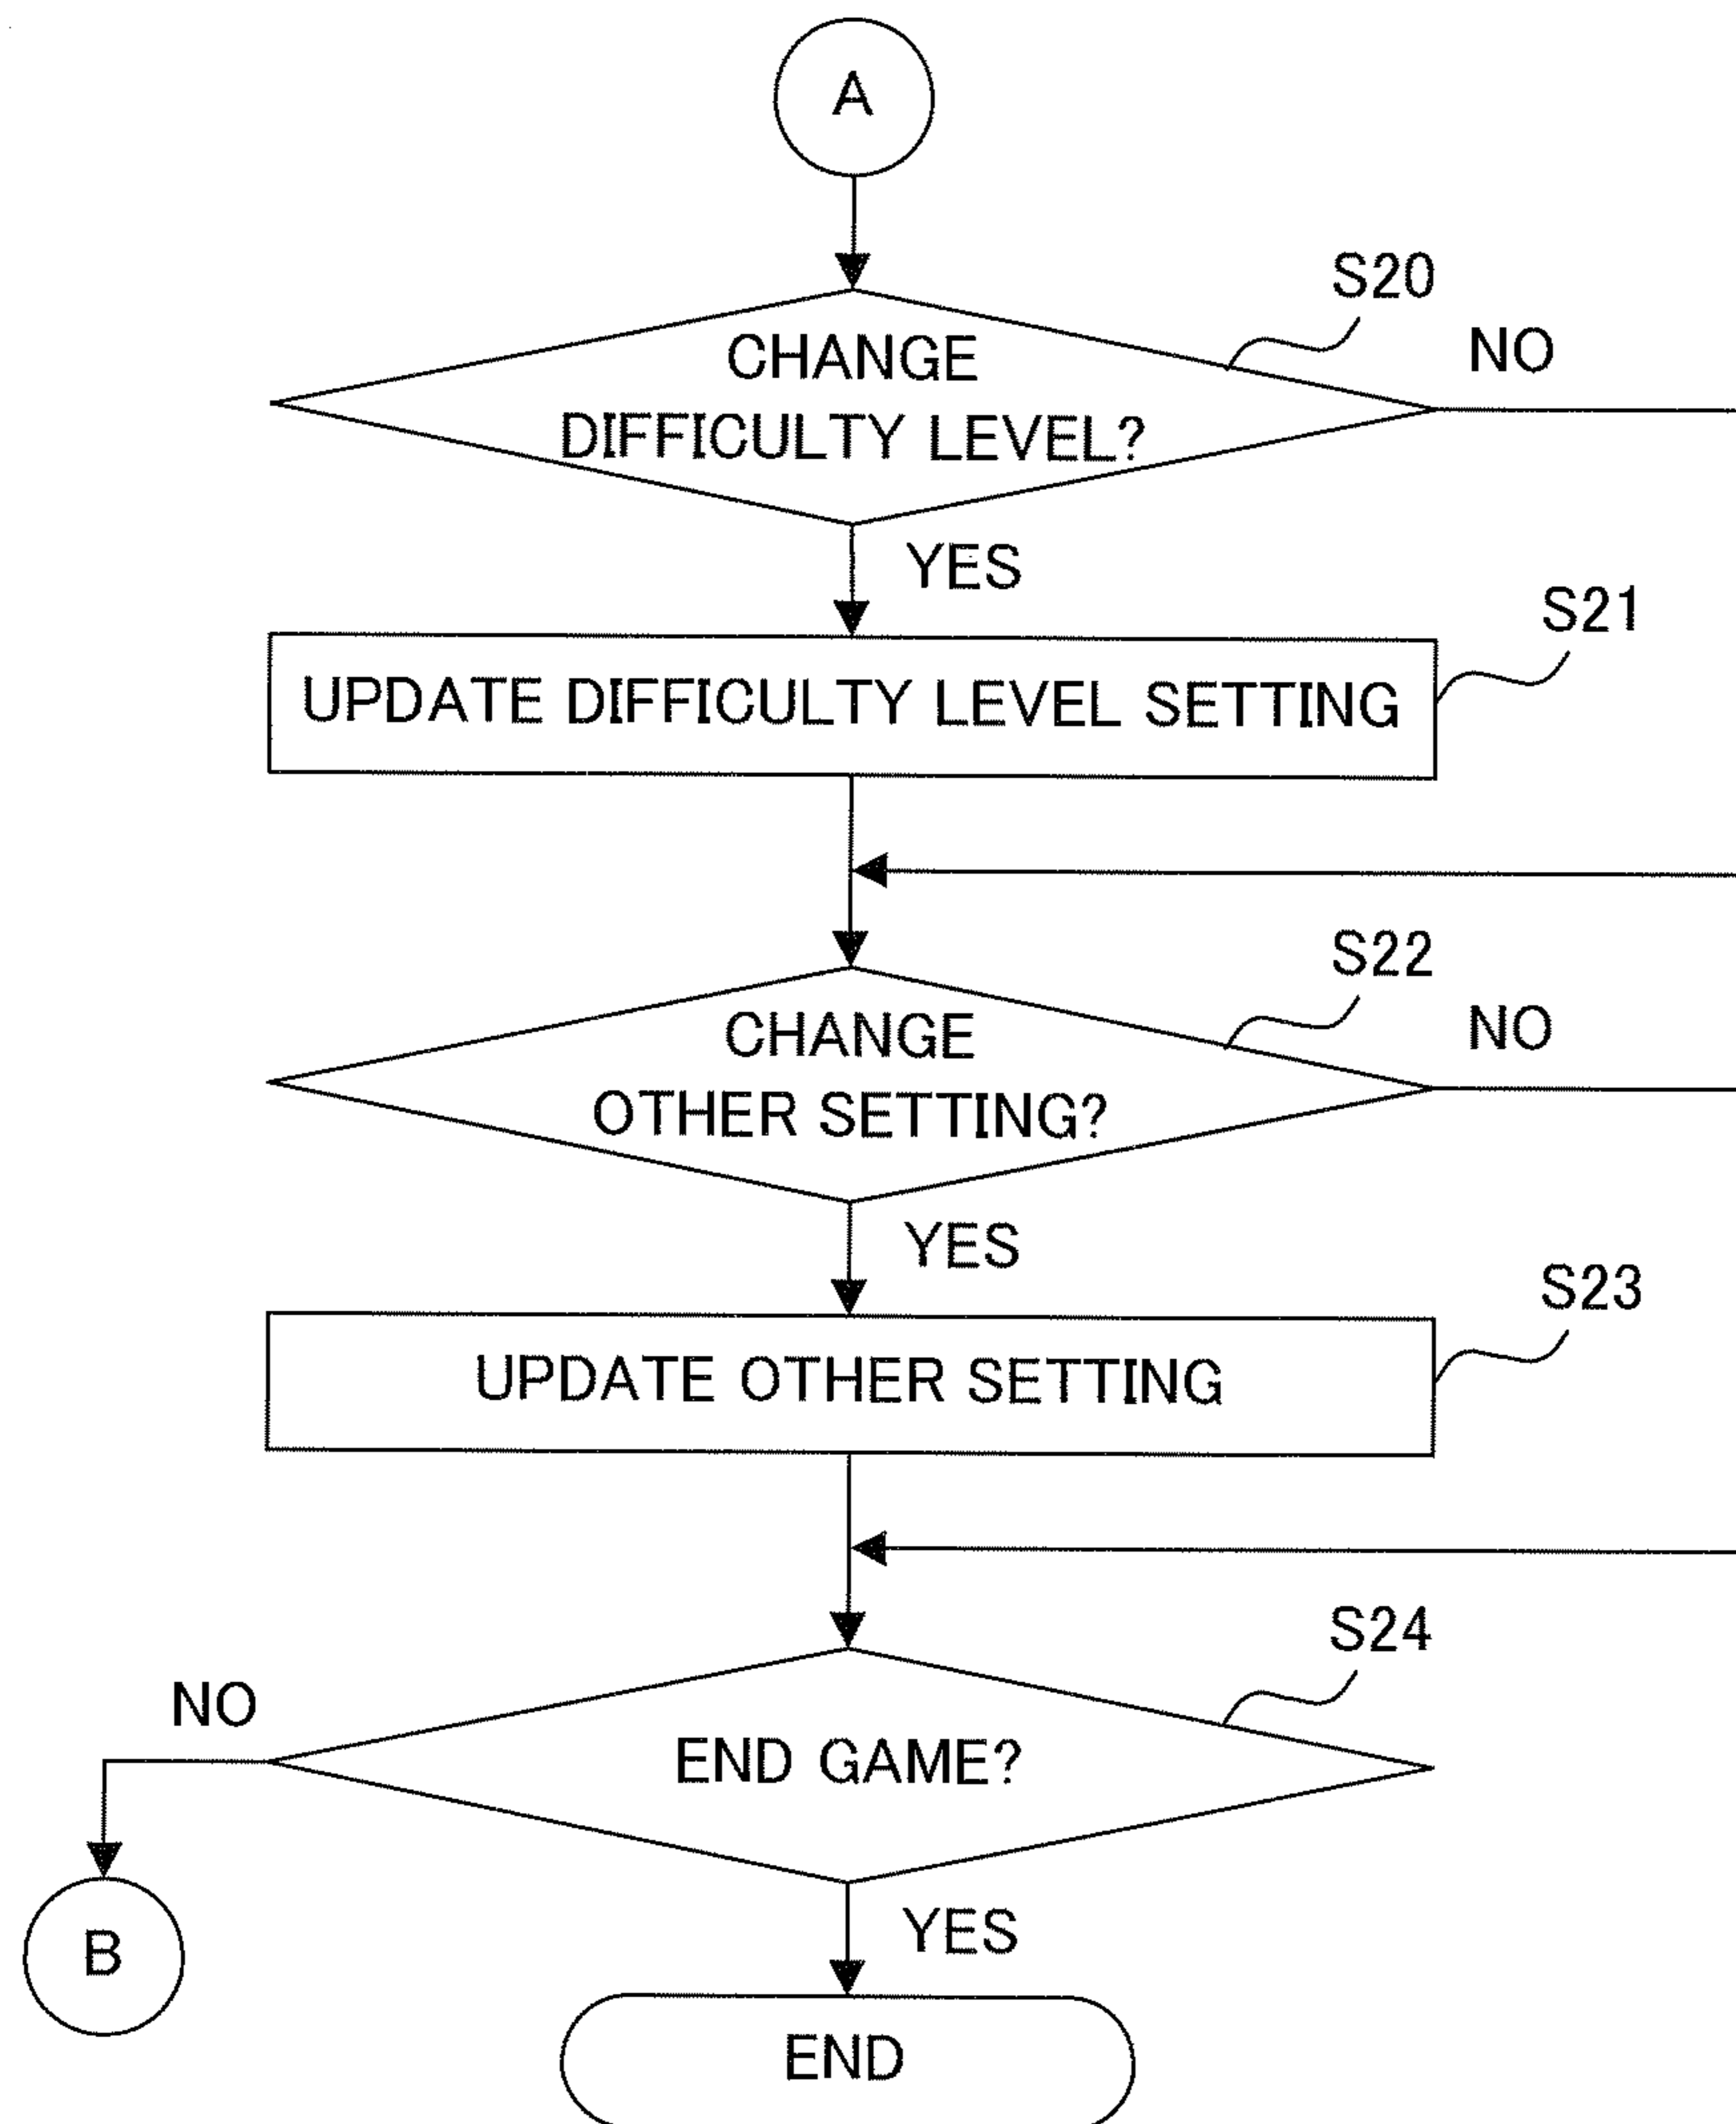 A
S20
CHANGE
DIFFICULTY LEVEL?
NO
YES
S21
UPDATE DIFFICULTY LEVEL SETTING
S22
CHANGE
OTHER SETTING?
NO
YES
S23
UPDATE OTHER SETTING
S24
NO
END GAME?
B
YES
END